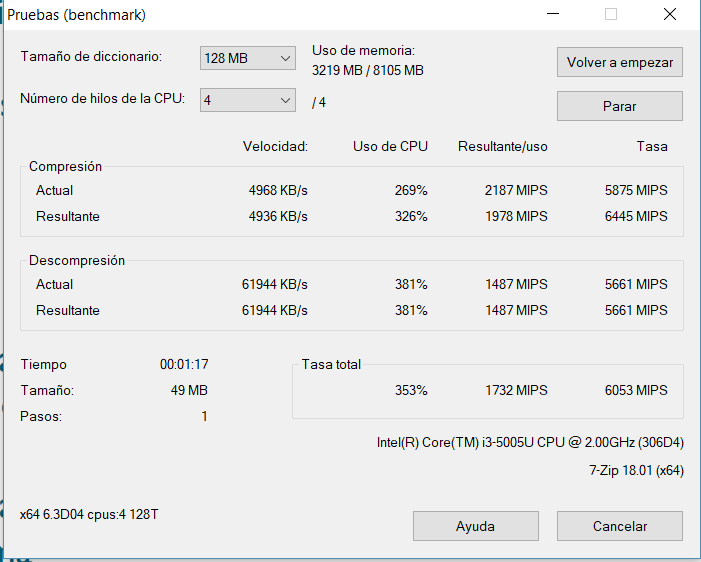 Pruebas (benchmark)
Tamaño de diccionario: 128 MB Uso de memoria: Volver a empezar
3219 MB / 8105 MB
Número de hilos de la CPU: 4 / 4 Parar
Velocidad: Uso de CPU Resultante/uso Tasa
Compresión
Actual 4968 KB/s 269% 2187 MIPS 5875 MIPS
Resultante 4936 KB/s 326% 1978 MIPS 6445 MIPS
Descompresión
Actual 61944 KB/s 381% 1487 MIPS 5661 MIPS
Resultante 61944 KB/s 381% 1487 MIPS 5661 MIPS
Tiempo 00:01:17 Tasa total
Tamaño: 49 MB 353% 1732 MIPS 6053 MIPS
Pasos: 1
Intel(R) Core(TM) i3-5005U CPU @ 2.00GHz (306D4)
7-Zip 18.01 (x64)
x64 6.3D04 cpus:4 128T
Ayuda Cancelar